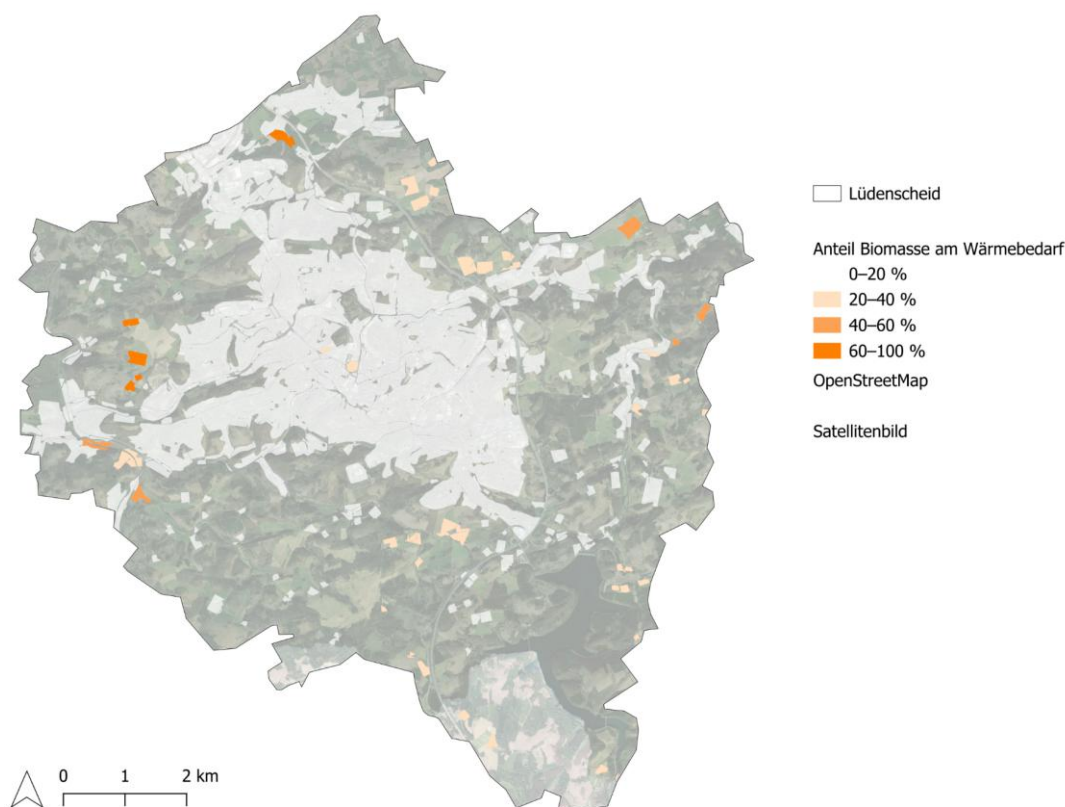 Lüdenscheid
Anteil Biomasse am Wärmebedarf
0–20 %
20–40 %
40–60 %
60–100 %
OpenStreetMap
Satellitenbild
0 1 2 km